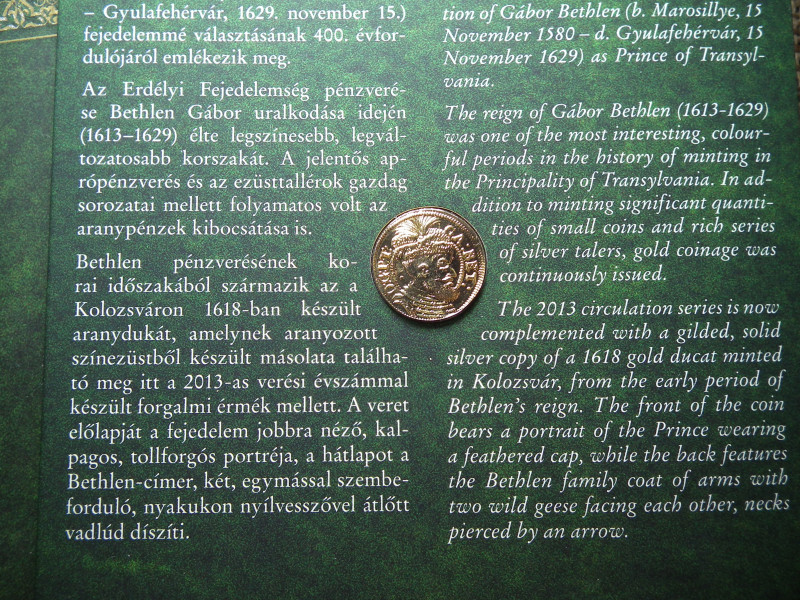 – Gyulafehérvár, 1629. november 15.)
fejedelemmé választásának 400. évfor-
dulójáról emlékezik meg.
Az Erdélyi Fejedelemség pénzveré-
se Bethlen Gábor uralkodása idején
(1613–1629) élte legszínesebb, legvál-
tozatosabb korszakát. A jelentős ap-
rópénzverés és az ezüsttallérok gazdag
sorozatai mellett folyamatos volt az
aranypénzek kibocsátása is.
Bethlen pénzverésének ko-
rai időszakából származik az a
Kolozsváron 1618-ban készült
aranydukát, amelynek aranyozott
színezüstből készült másolata találha-
tó meg itt a 2013-as verési évszámmal
készült forgalmi érmék mellett. A veret
előlapját a fejedelem jobbra néző, kal-
pagos, tollforgós portréja, a hátlapot a
Bethlen-címer, két, egymással szembe-
forduló, nyakukon nyílvesszővel átlőtt
vadlúd díszíti.
tion of Gábor Bethlen (b. Marosillye, 15
November 1580 – d. Gyulafehérvár, 15
November 1629) as Prince of Transyl-
vania.
The reign of Gábor Bethlen (1613-1629)
was one of the most interesting, colour-
ful periods in the history of minting in
the Principality of Transylvania. In ad-
dition to minting significant quanti-
ties of small coins and rich series
of silver talers, gold coinage was
continuously issued.
The 2013 circulation series is now
complemented with a gilded, solid
silver copy of a 1618 gold ducat minted
in Kolozsvár, from the early period of
Bethlen's reign. The front of the coin
bears a portrait of the Prince wearing
a feathered cap, while the back features
the Bethlen family coat of arms with
two wild geese facing each other, necks
pierced by an arrow.